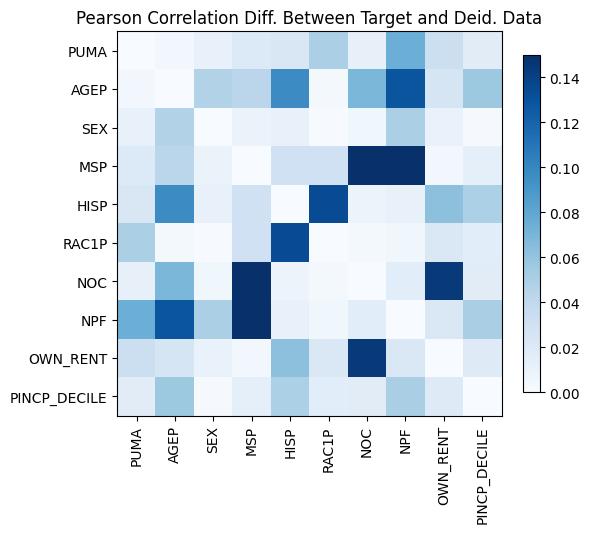 Pearson Correlation Diff. Between Target and Deid. Data
PUMA
AGEP
SEX
MSP
HISP
RAC1P
NOC
NPF
OWN_RENT
PINCP_DECILE
PUMA
AGEP
SEX
MSP
HISP
RAC1P
NOC
NPF
OWN_RENT
PINCP_DECILE
0.14
0.12
0.10
0.08
0.06
0.04
0.02
0.00